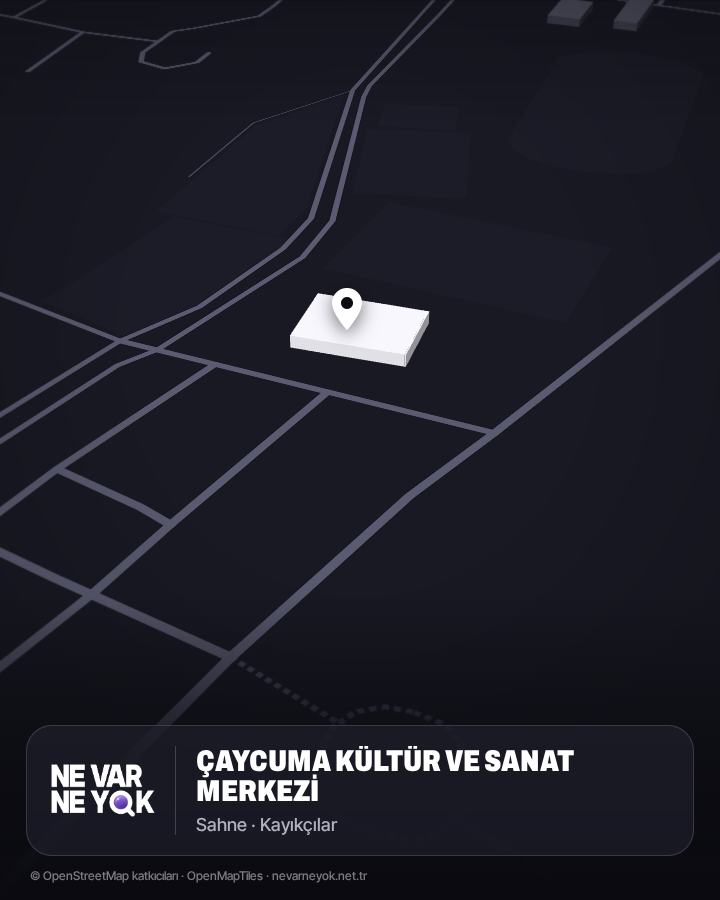 NE VAR
NE YOK
ÇAYCUMA KÜLTÜR VE SANAT
MERKEZİ
Sahne · Kayıkçılar
© OpenStreetMap katkıcıları · OpenMapTiles · nevarneyok.net.tr